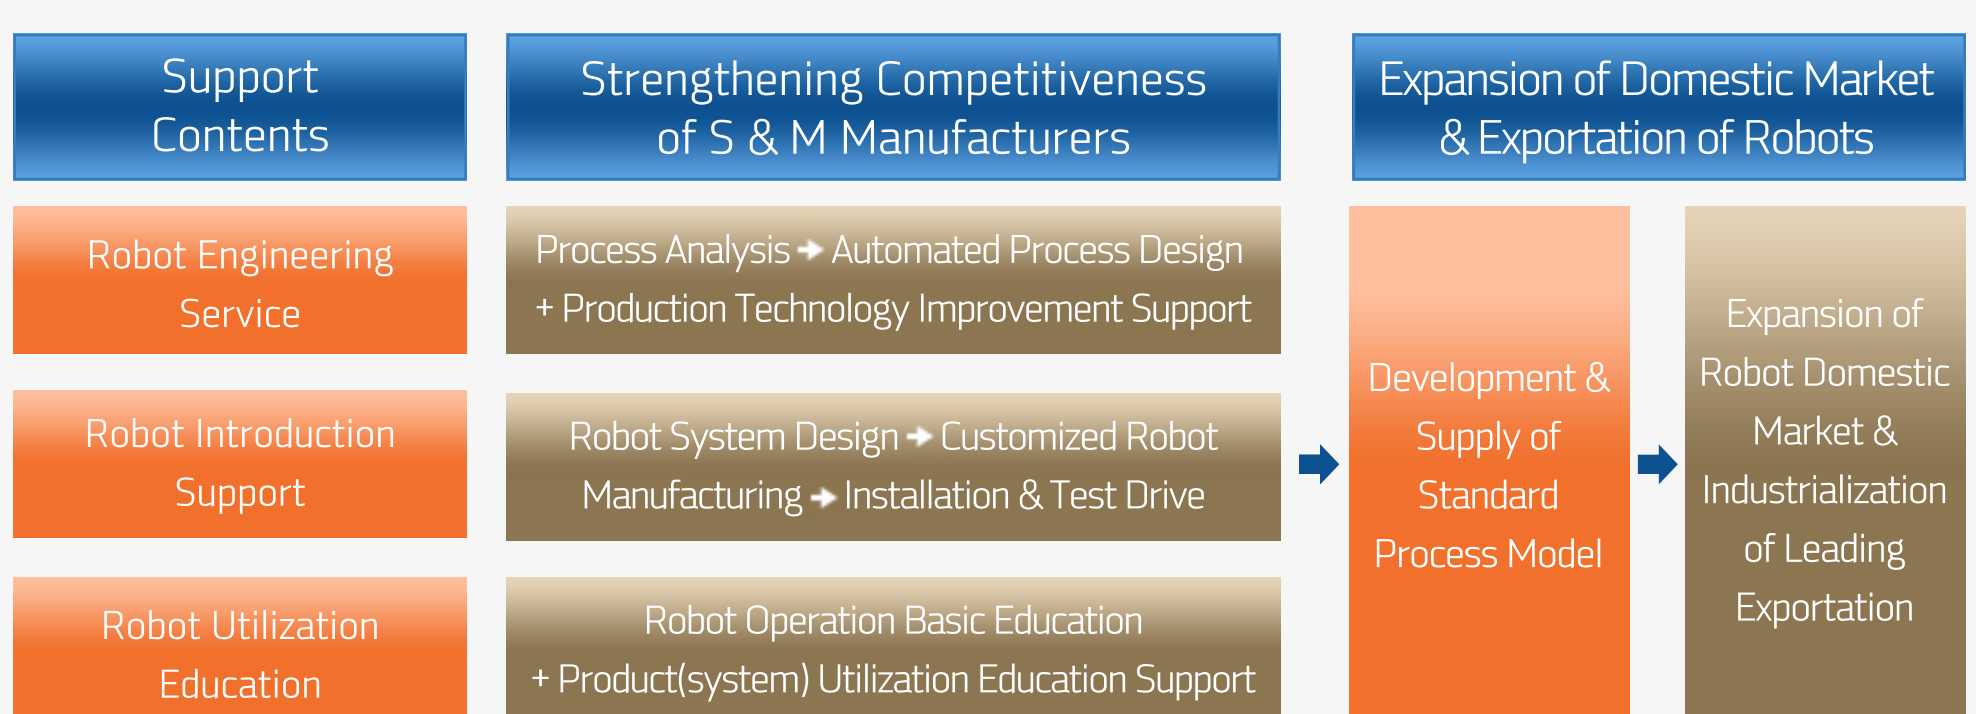 Support
Contents
Strengthening Competitiveness
of S & M Manufacturers
Expansion of Domestic Market
& Exportation of Robots
Robot Engineering
Service
Process Analysis → Automated Process Design
+ Production Technology Improvement Support
Robot Introduction
Support
Robot System Design → Customized Robot
Manufacturing → Installation & Test Drive
Robot Utilization
Education
Robot Operation Basic Education
+ Product(system) Utilization Education Support
Development &
Supply of
Standard
Process Model
Expansion of
Robot Domestic
Market &
Industrialization
of Leading
Exportation